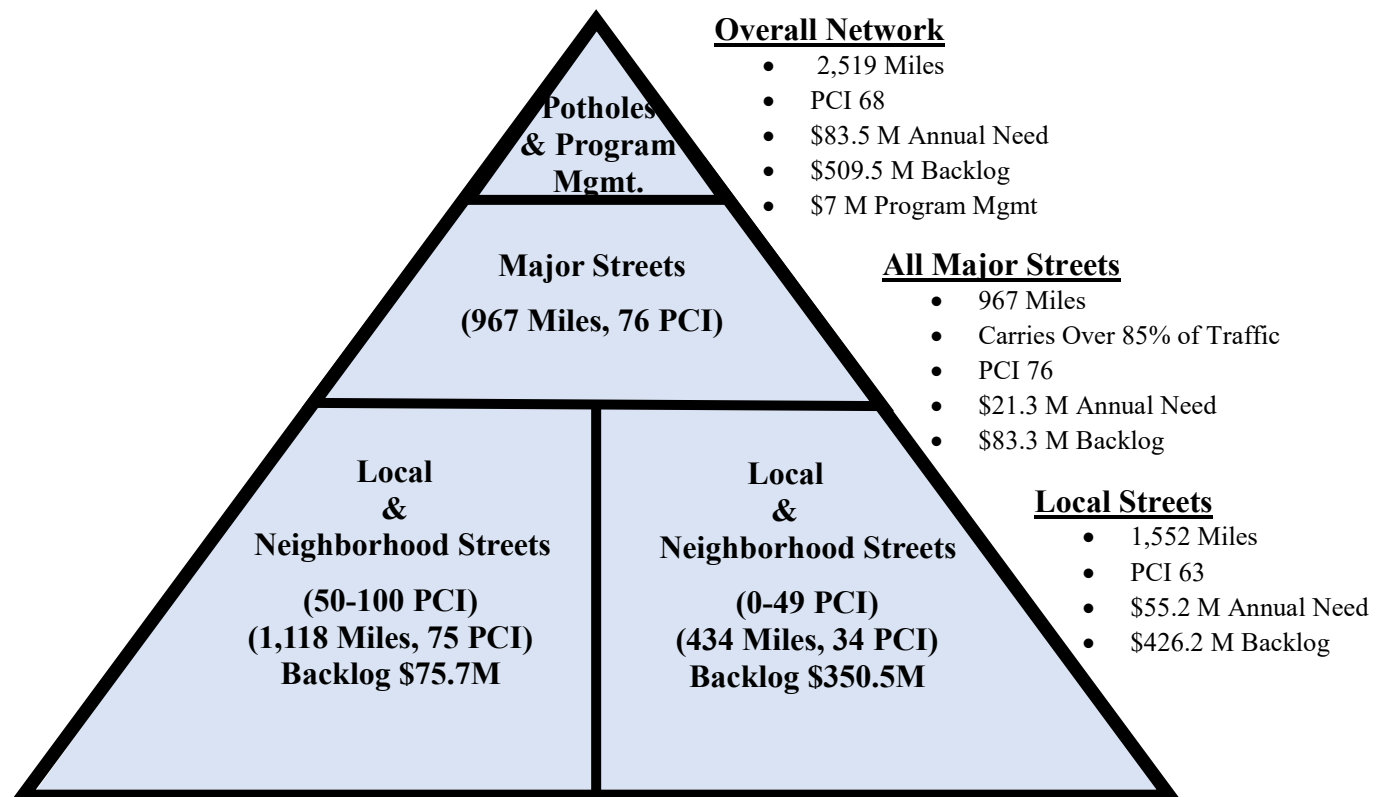 Potholes
& Program
Mgmt.
Major Streets
(967 Miles, 76 PCI)
Local
&
Neighborhood Streets
(50-100 PCI)
(1,118 Miles, 75 PCI)
Backlog $75.7M
Local
&
Neighborhood Streets
(0-49 PCI)
(434 Miles, 34 PCI)
Backlog $350.5M
Overall Network
• 2,519 Miles
• PCI 68
• $83.5 M Annual Need
• $509.5 M Backlog
• $7 M Program Mgmt
All Major Streets
• 967 Miles
• Carries Over 85% of Traffic
• PCI 76
• $21.3 M Annual Need
• $83.3 M Backlog
Local Streets
• 1,552 Miles
• PCI 63
• $55.2 M Annual Need
• $426.2 M Backlog